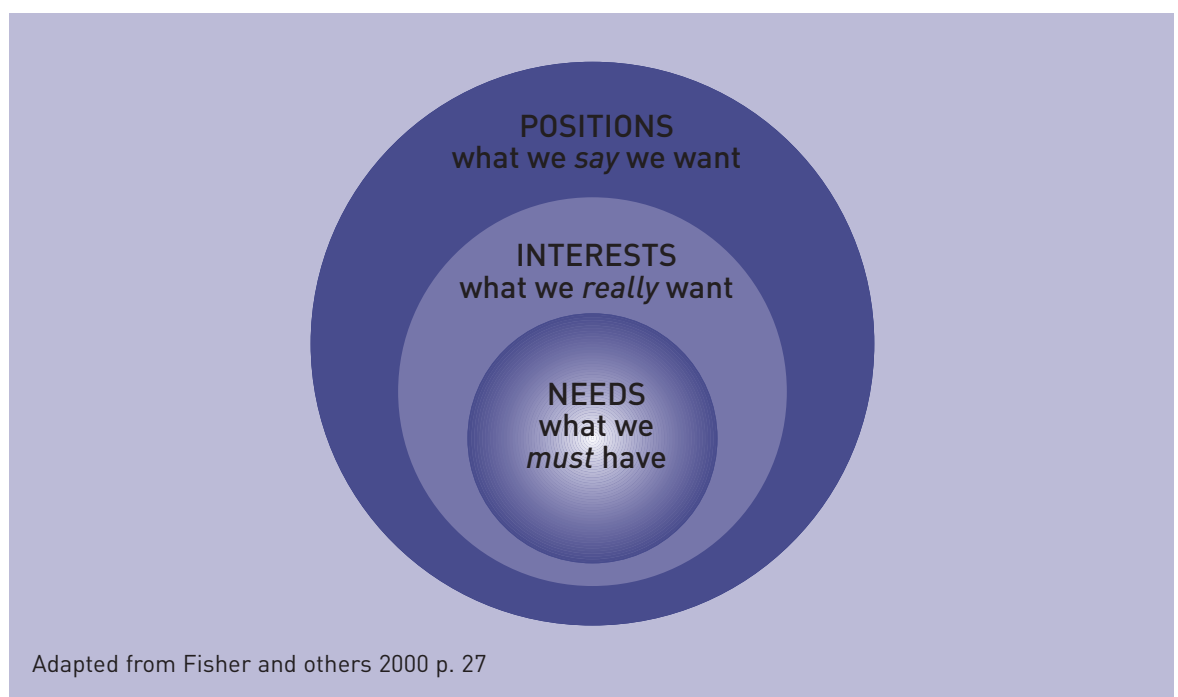 POSITIONS
what we say we want
INTERESTS
what we really want
NEEDS
what we
must have
Adapted from Fisher and others 2000 p. 27